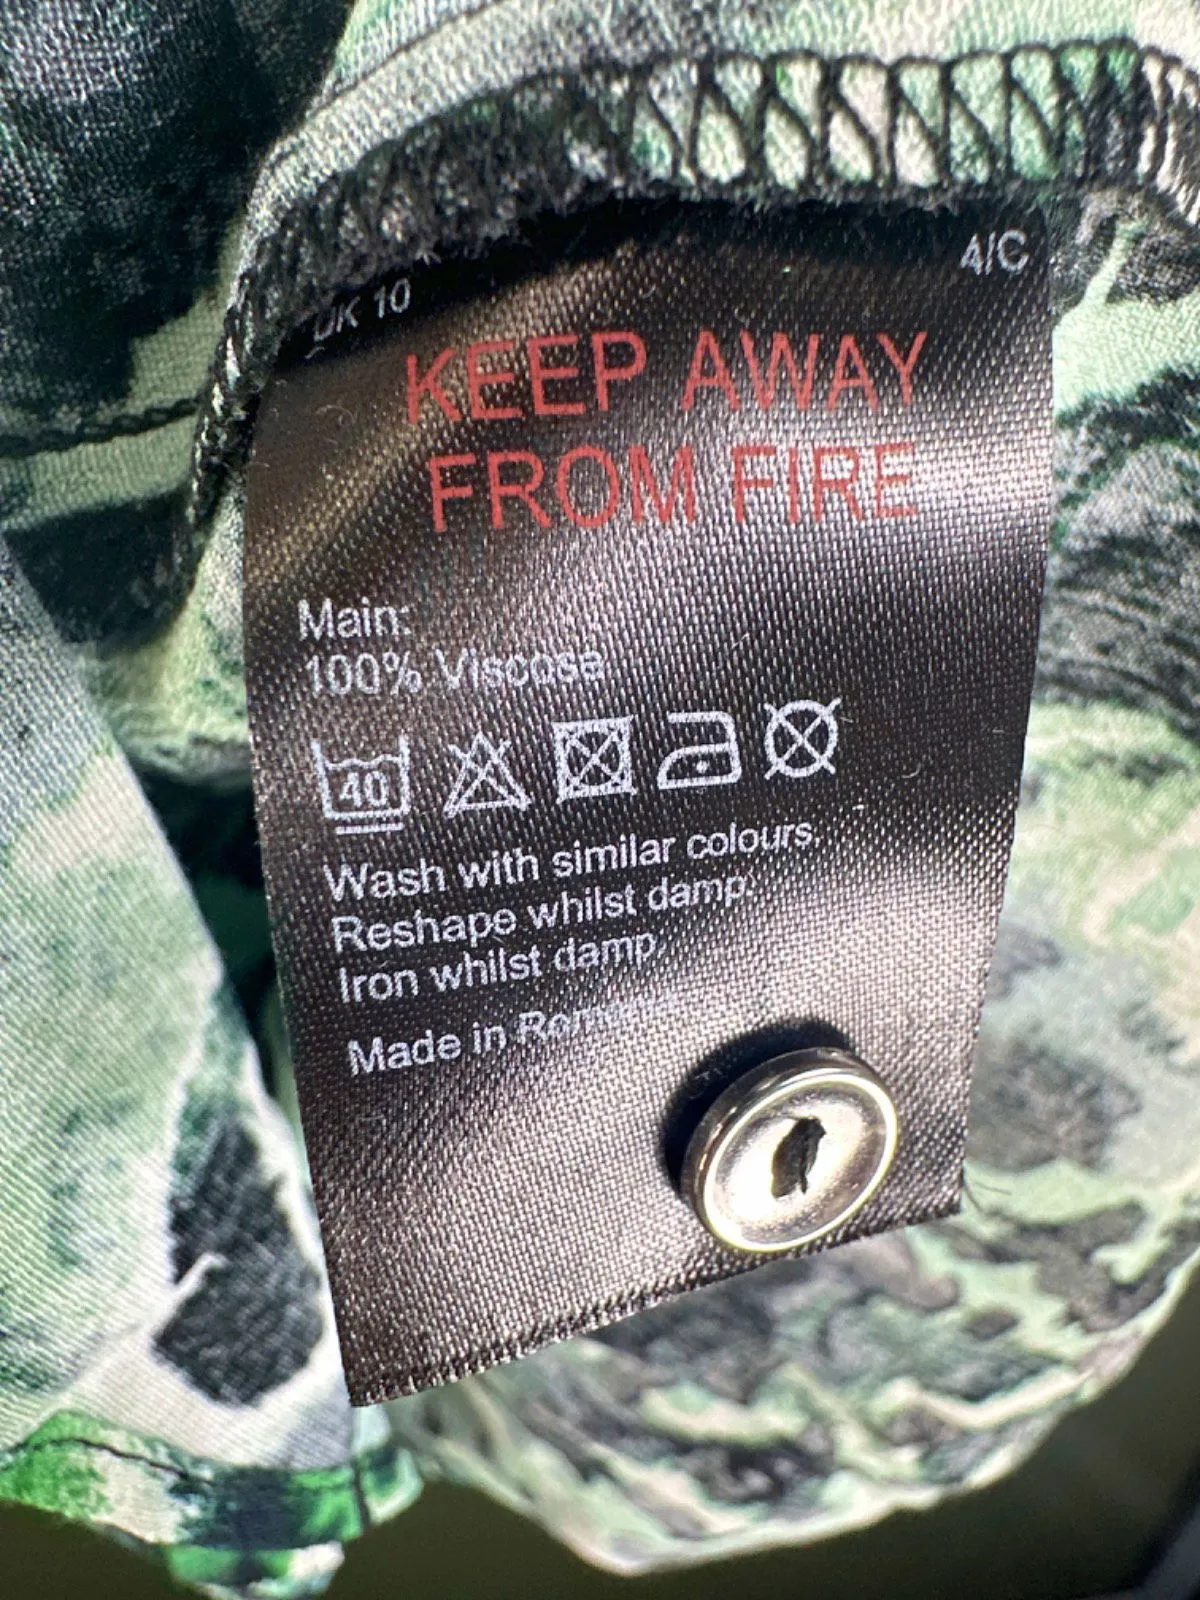 4/C
UK 10
KEEP AWAY
FROM FIRE
Main:
100% Viscose
40
Wash with similar colours.
Reshape whilst damp.
Iron whilst damp.
Made in